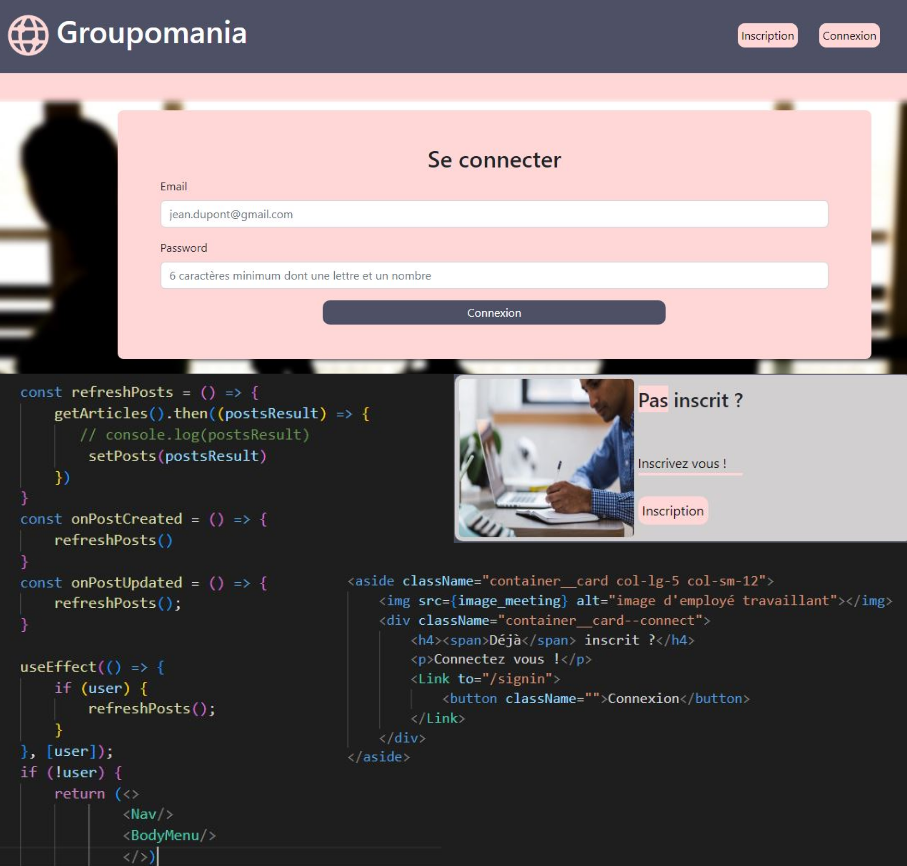 Groupomania
Inscription
Connexion
Se connecter
Email
jean.dupont@gmail.com
Password
6 caractères minimum dont une lettre et un nombre
Connexion
const refreshPosts = () => {
getArticles().then((postsResult) => {
// console.log(postsResult)
setPosts(postsResult)
})
}
const onPostCreated = () => {
refreshPosts()
}
const onPostUpdated = () => {
refreshPosts();
}
useEffect(() => {
if (user) {
refreshPosts();
}
}, [user]);
if (!user) {
return (<>
<Nav/>
<BodyMenu/>
</>)
Pas inscrit ?
Inscrivez vous !
Inscription
<aside className="container__card col-lg-5 col-sm-12">
<img src={image_meeting} alt="image d'employé travaillant"></img>
<div className="container__card--connect">
<h4><span>Déjà</span> inscrit ?</h4>
<p>Connectez vous !</p>
<Link to="/signin">
<button className="">Connexion</button>
</Link>
</div>
</aside>